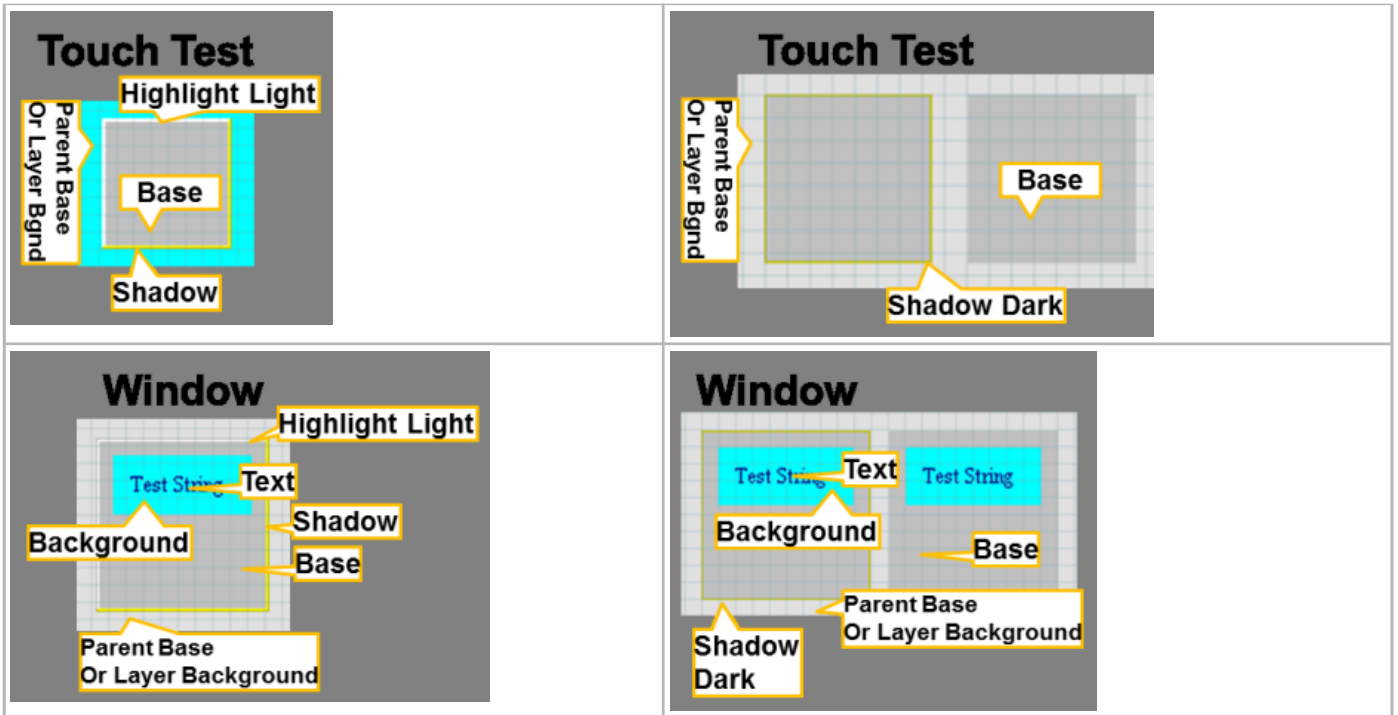 Touch Test
Highlight Light
Parent Base
Or Layer Bgnd
Base
Shadow
Touch Test
Parent Base
Or Layer Bgnd
Base
Shadow Dark
Window
Highlight Light
Test String
Text
Shadow
Background
Base
Parent Base
Or Layer Background
Window
Test String
Text
Test String
Background
Base
Parent Base
Or Layer Background
Shadow
Dark